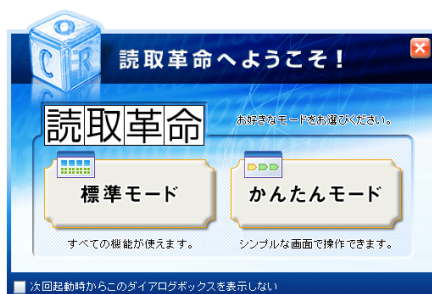 OCR
読取革命へようこそ!
読取革命
お好きなモードをお選びください。
標準モード
かんたんモード
すべての機能が使えます。
シンプルな画面で操作できます。
次回起動時からこのダイアログボックスを表示しない